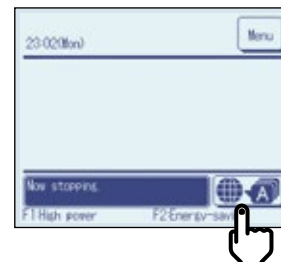 23:02(Mon)
Menu
Now stopping.
A
F1:High power
F2:Energy-sav